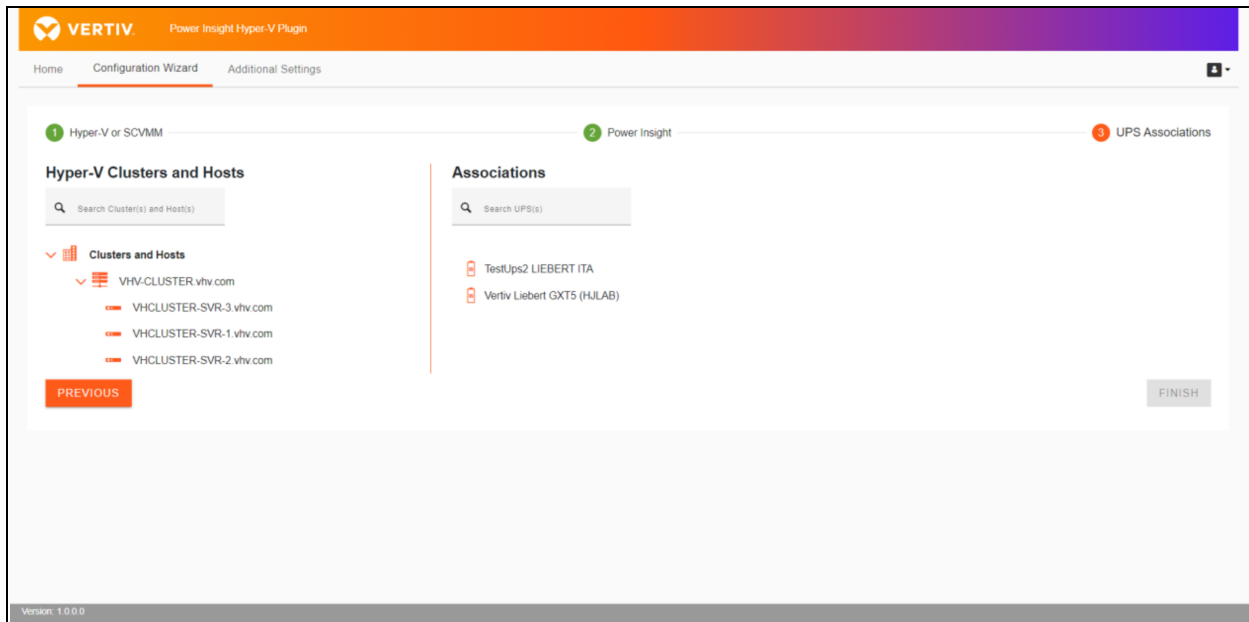 VERTIV. Power Insight Hyper-V Plugin
Home Configuration Wizard Additional Settings
1 Hyper-V or SCVMM 2 Power Insight 3 UPS Associations
Hyper-V Clusters and Hosts
Search Cluster(s) and Host(s)
Clusters and Hosts
VHV-CLUSTER.vhv.com
VHCLUSTER-SVR-3.vhv.com
VHCLUSTER-SVR-1.vhv.com
VHCLUSTER-SVR-2.vhv.com
Associations
Search UPS(s)
TestUps2 LIEBERT ITA
Vertiv Liebert GXT5 (HJLAB)
PREVIOUS FINISH
Version: 1.0.0.0